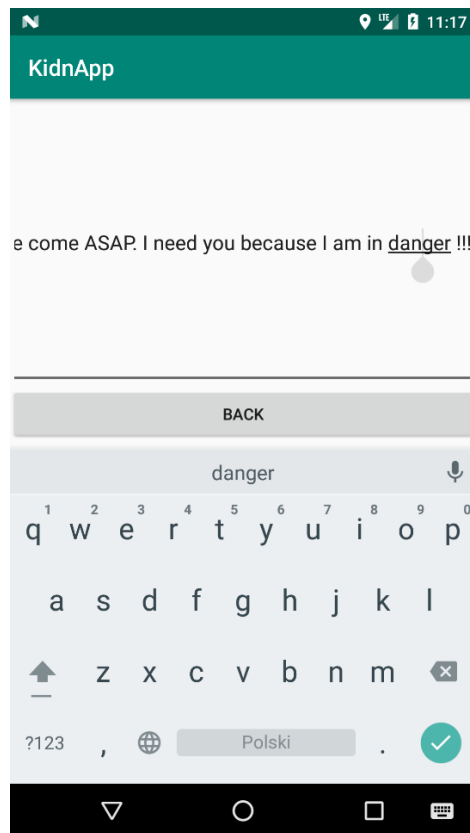 LTE 11:17
KidnApp
e come ASAP. I need you because I am in danger !!!
BACK
danger
1 2 3 4 5 6 7 8 9 0
q w e r t y u i o p
a s d f g h j k l
z x c v b n m
?123 , Polski .